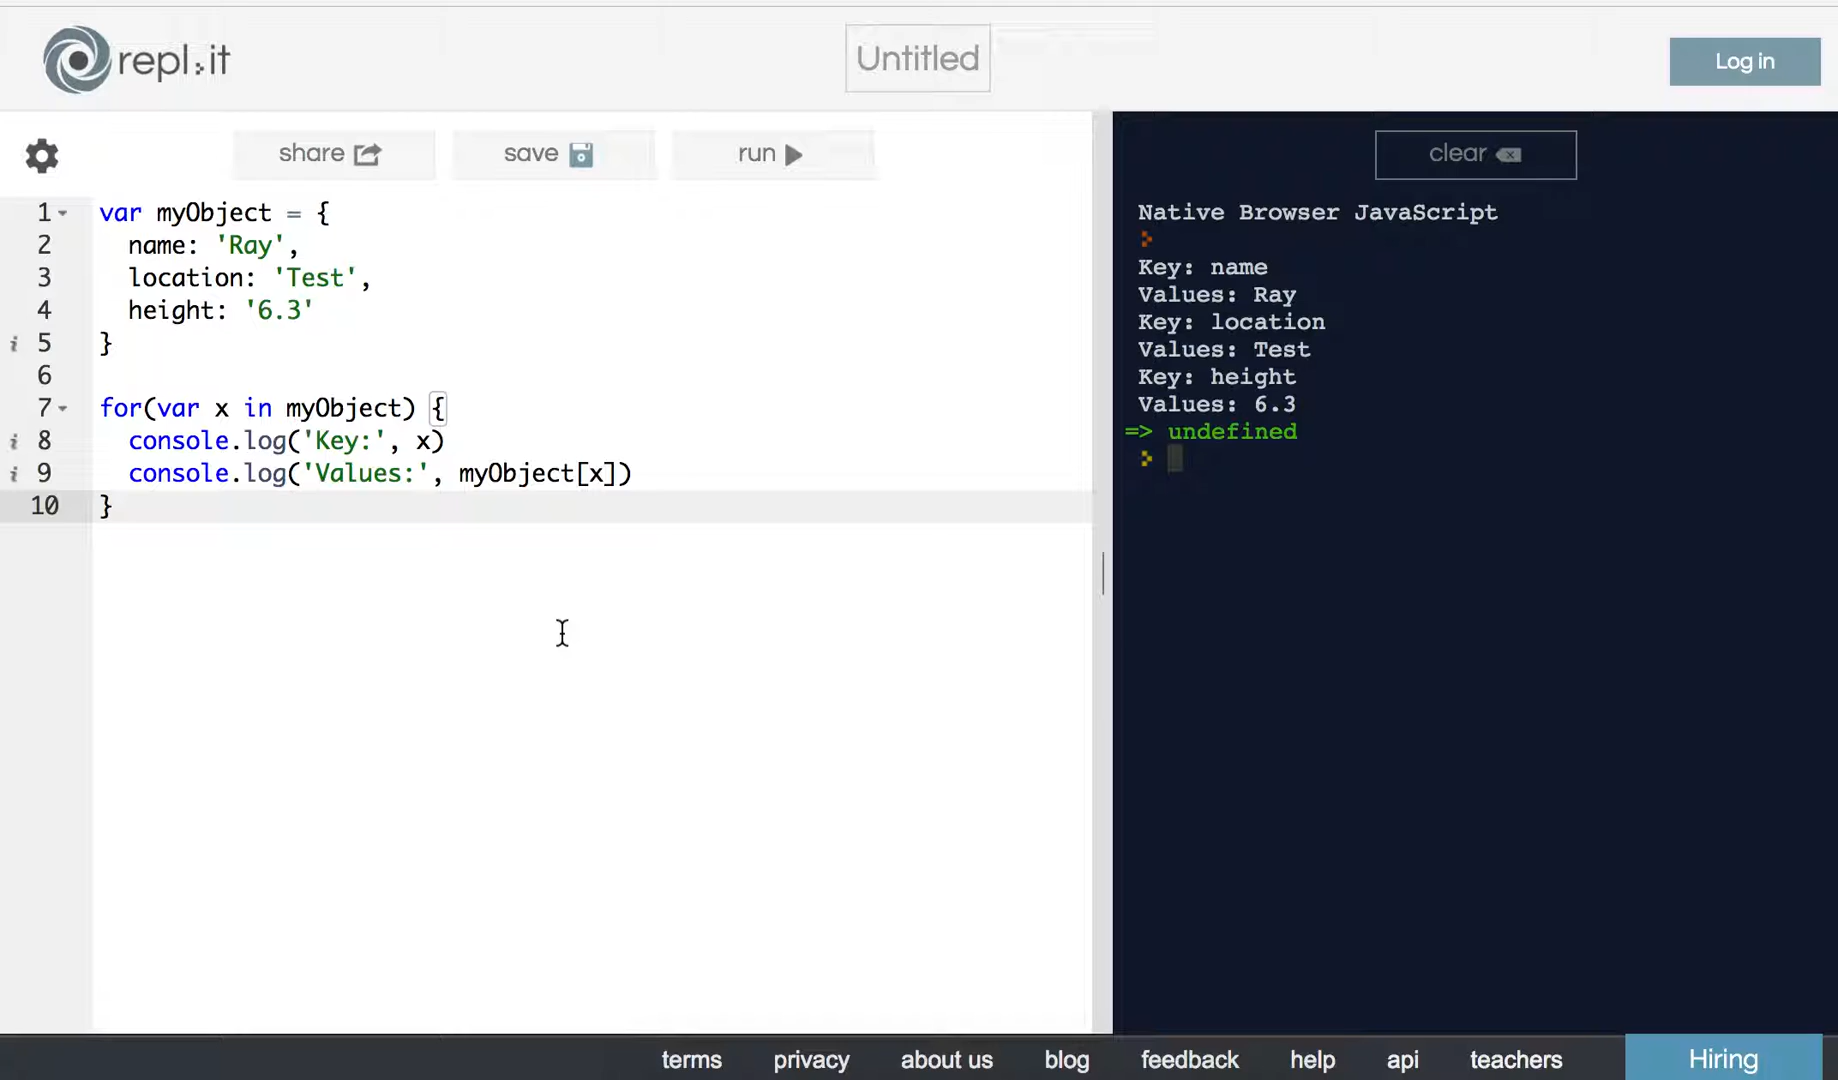 repl.it
Untitled
Log in
share
save
run
clear
1 var myObject = {
2 name: 'Ray',
3 location: 'Test',
4 height: '6.3'
i 5 }
6
7 for(var x in myObject) {
i 8 console.log('Key:', x)
i 9 console.log('Values:', myObject[x])
10 }
Native Browser JavaScript
Key: name
Values: Ray
Key: location
Values: Test
Key: height
Values: 6.3
=> undefined
terms privacy about us blog feedback help api teachers Hiring